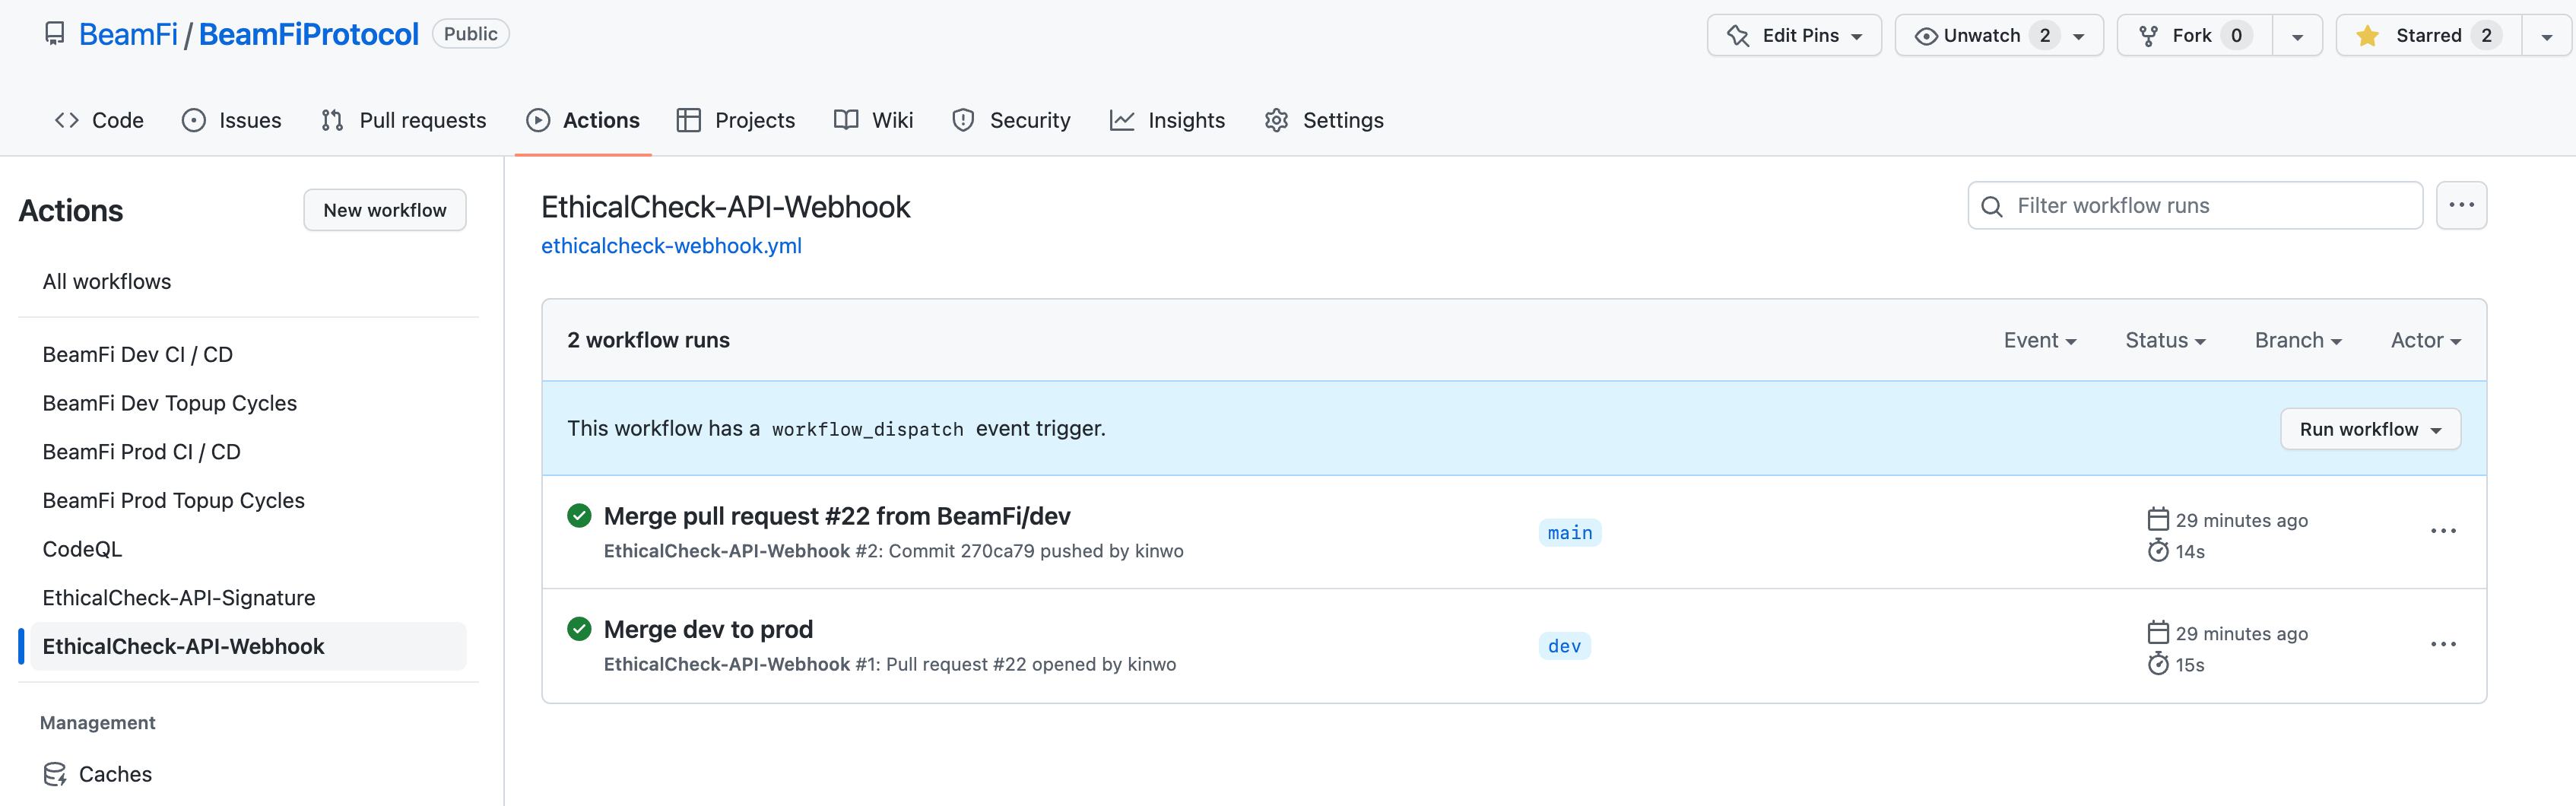 BeamFi / BeamFiProtocol Public
Edit Pins Unwatch 2 Fork 0 Starred 2
Code Issues Pull requests Actions Projects Wiki Security Insights Settings
Actions
New workflow
All workflows
BeamFi Dev CI / CD
BeamFi Dev Topup Cycles
BeamFi Prod CI / CD
BeamFi Prod Topup Cycles
CodeQL
EthicalCheck-API-Signature
EthicalCheck-API-Webhook
Management
Caches
EthicalCheck-API-Webhook
ethicalcheck-webhook.yml
Filter workflow runs
2 workflow runs
Event Status Branch Actor
This workflow has a workflow_dispatch event trigger.
Run workflow
Merge pull request #22 from BeamFi/dev
EthicalCheck-API-Webhook #2: Commit 270ca79 pushed by kinwo
main
29 minutes ago
14s
Merge dev to prod
EthicalCheck-API-Webhook #1: Pull request #22 opened by kinwo
dev
29 minutes ago
15s